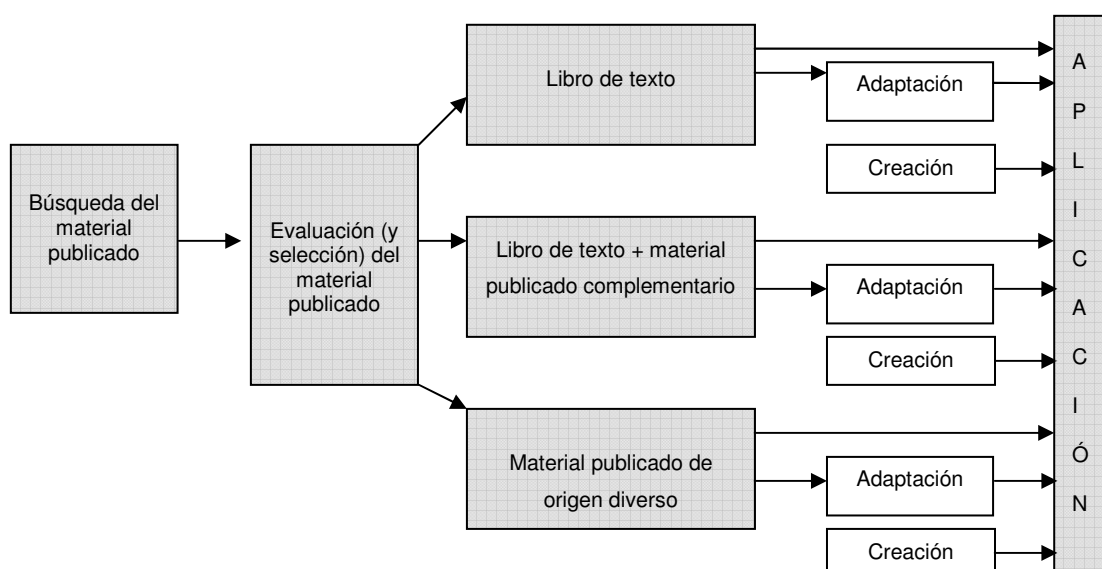 Búsqueda del
material
publicado
Evaluación (y
selección) del
material
publicado
Libro de texto
Adaptación
Creación
Libro de texto + material
publicado complementario
Adaptación
Creación
Material publicado de
origen diverso
Adaptación
Creación
A
P
L
I
C
A
C
I
Ó
N